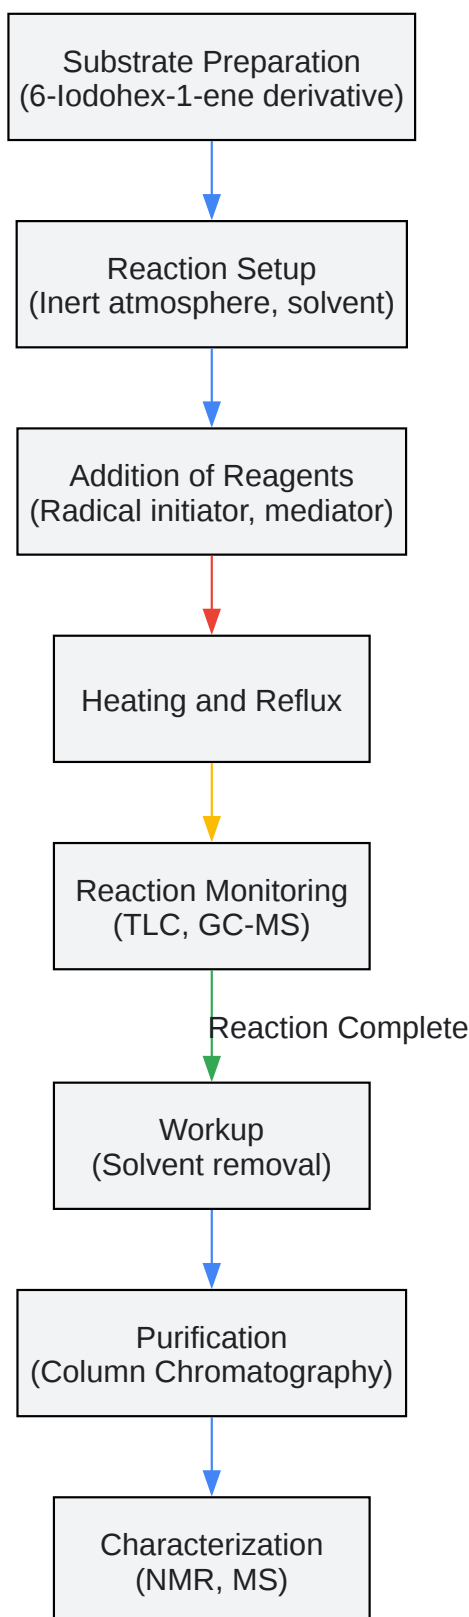 Substrate Preparation
(6-Iodohex-1-ene derivative)
Reaction Setup
(Inert atmosphere, solvent)
Addition of Reagents
(Radical initiator, mediator)
Heating and Reflux
Reaction Monitoring
(TLC, GC-MS)
Reaction Complete
Workup
(Solvent removal)
Purification
(Column Chromatography)
Characterization
(NMR, MS)